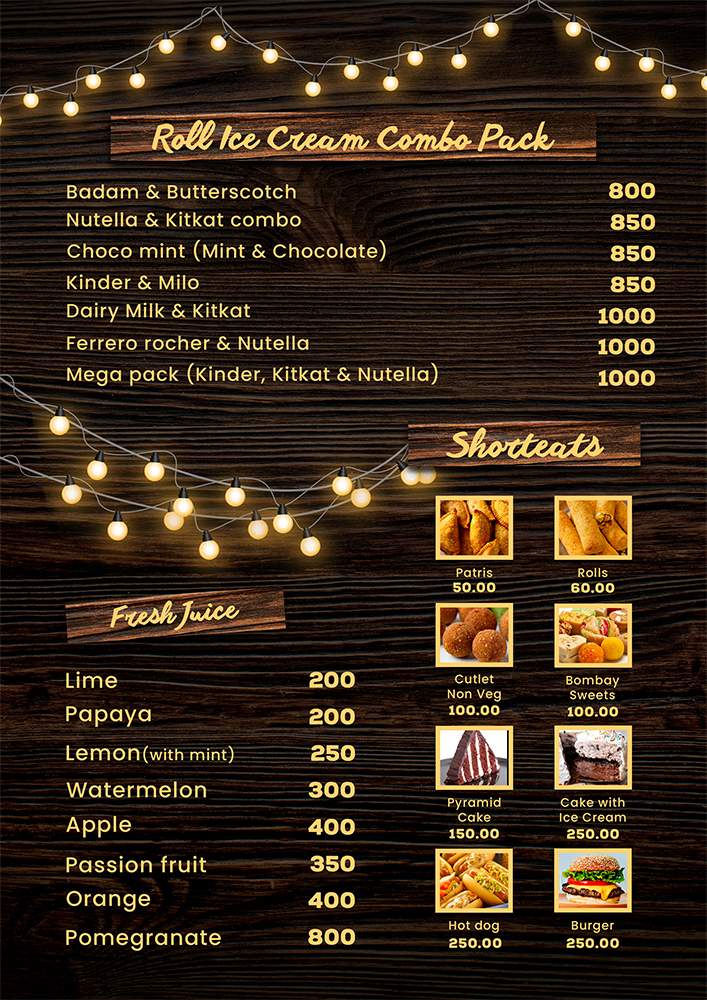 Roll Ice Cream Combo Pack
Badam & Butterscotch 800
Nutella & Kitkat combo 850
Choco mint (Mint & Chocolate) 850
Kinder & Milo 850
Dairy Milk & Kitkat 1000
Ferrero rocher & Nutella 1000
Mega pack (Kinder, Kitkat & Nutella) 1000
Shorteats
Patris
50.00
Rolls
60.00
Cutlet
Non Veg
100.00
Bombay
Sweets
100.00
Pyramid
Cake
150.00
Cake with
Ice Cream
250.00
Hot dog
250.00
Burger
250.00
Fresh Juice
Lime 200
Papaya 200
Lemon(with mint) 250
Watermelon 300
Apple 400
Passion fruit 350
Orange 400
Pomegranate 800